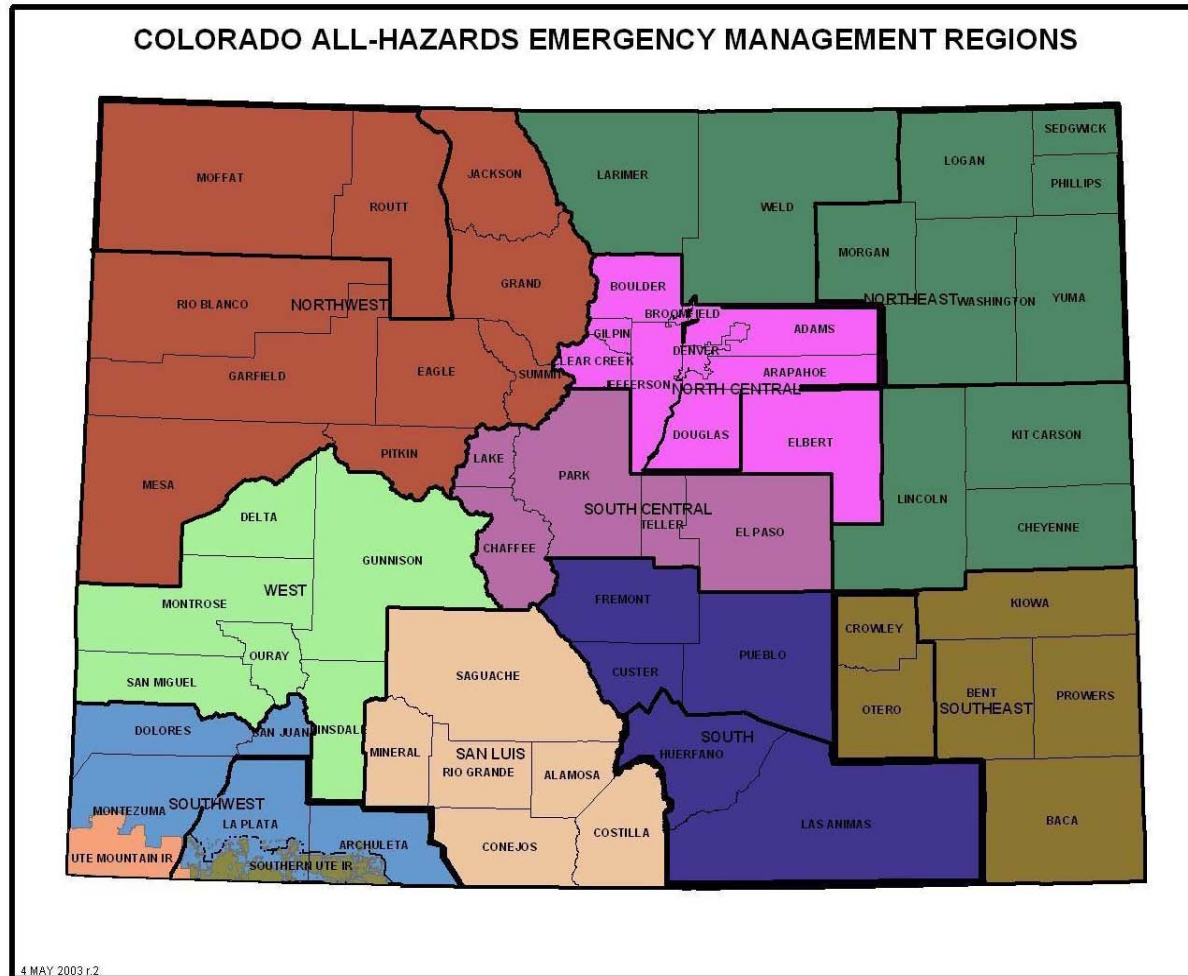 COLORADO ALL-HAZARDS EMERGENCY MANAGEMENT REGIONS
SEDGWICK
LOGAN
JACKSON
LARIMER
MOFFAT
PHILLIPS
ROUTT
WELD
MORGAN
GRAND
BOULDER
RIO BLANCO
NORTHWEST
NORTHEAST
WASHINGTON
YUMA
BROOMFIELD
GILPIN
ADAMS
DENVER
CLEAR CREEK
EAGLE
SUMMIT
GARFIELD
ARAPAHOE
JEFFERSON
NORTH CENTRAL
DOUGLAS
ELBERT
KIT CARSON
PITKIN
LAKE
PARK
MESA
LINCOLN
DELTA
SOUTH CENTRAL
TELLER
EL PASO
CHEYENNE
CHAFFEE
GUNNISON
WEST
MONTROSE
FREMONT
KIOWA
CROWLEY
OURAY
PUEBLO
SAGUACHE
CUSTER
SAN MIGUEL
BENT
PROWERS
OTERO
SOUTHEAST
DOLORES
SAN JUAN
HINSDALE
MINERAL
SAN LUIS
SOUTH
HUERFANO
RIO GRANDE
ALAMOSA
SOUTHWEST
MONTEZUMA
LA PLATA
COSTILLA
LAS ANIMAS
BACA
ARCHULETA
CONEJOS
UTE MOUNTAIN IR
SOUTHERN UTE IR
4 MAY 2003 r.2